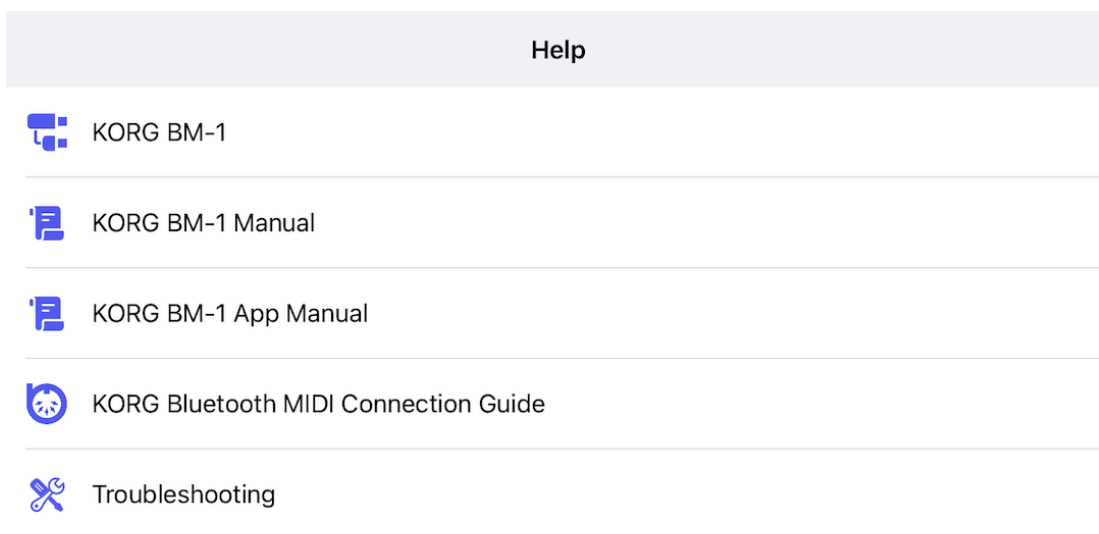 Help
KORG BM-1
KORG BM-1 Manual
KORG BM-1 App Manual
KORG Bluetooth MIDI Connection Guide
Troubleshooting